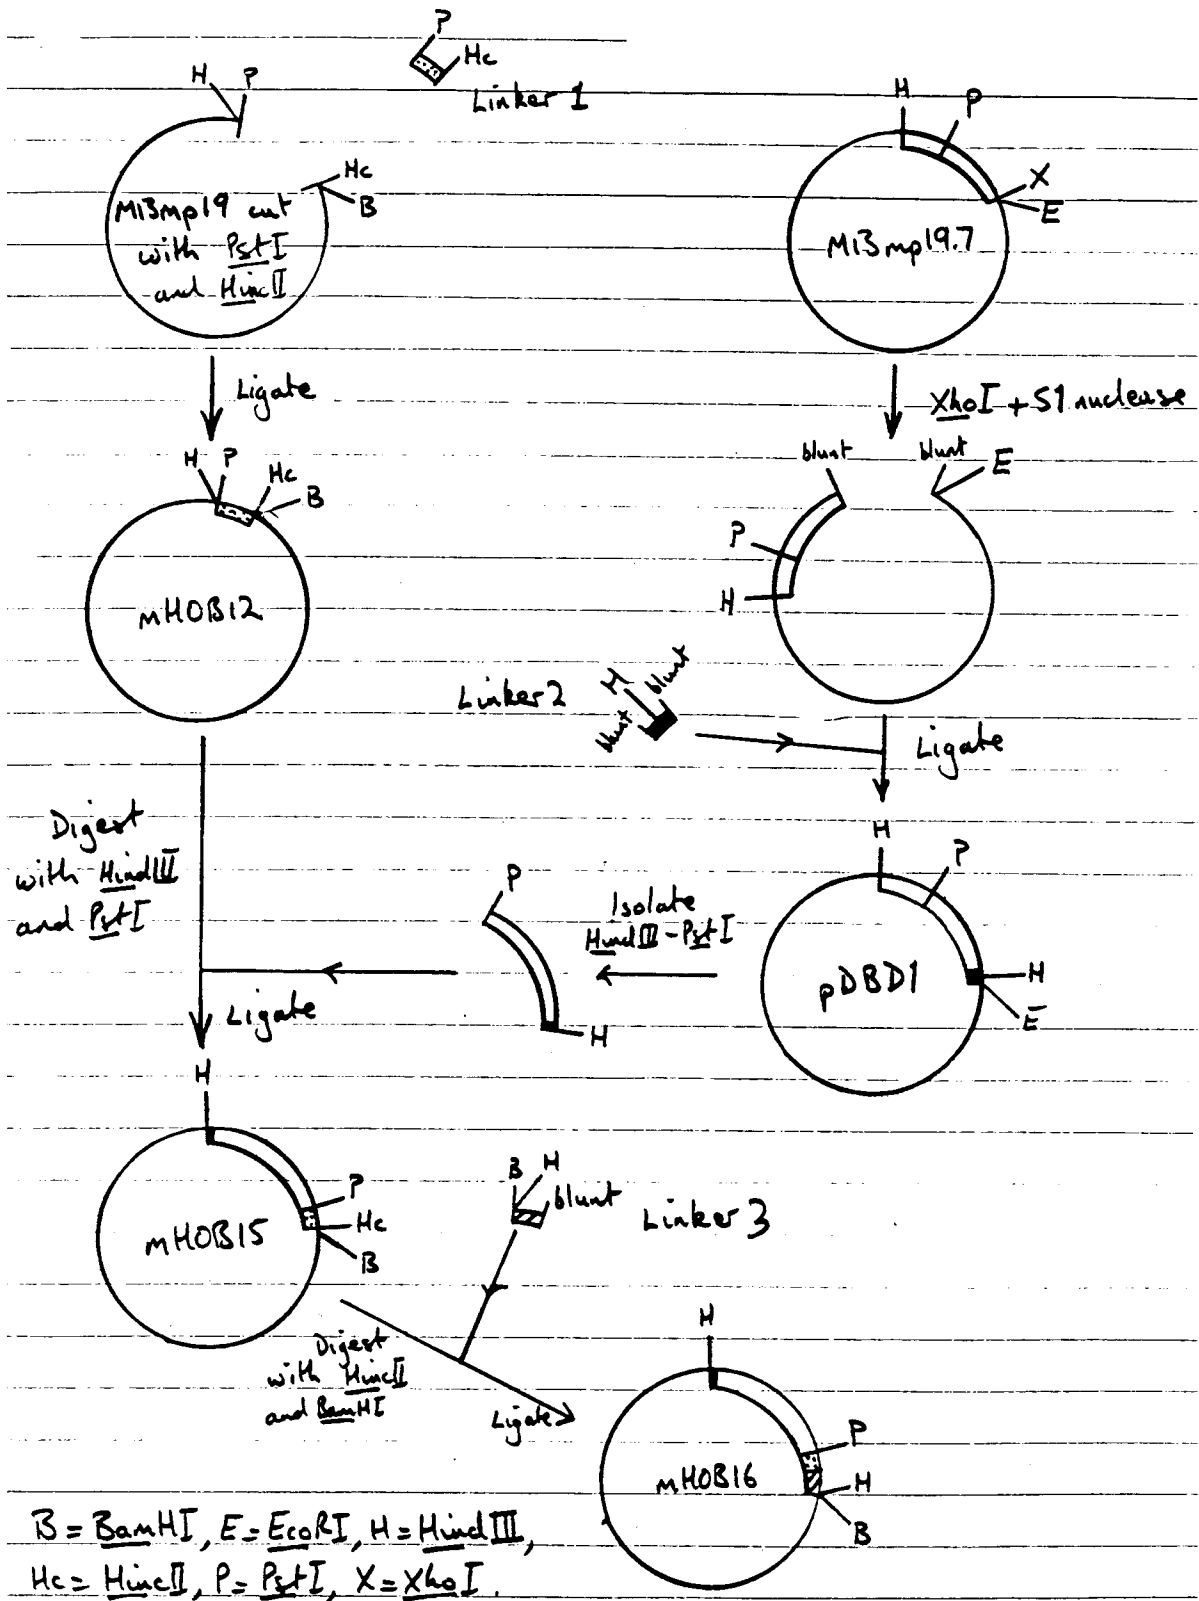 P
Hc
Linker 1
H P
Hc
B
M13mp19 cut
with PstI
and HincII
H
P
X
E
M13mp19.7
Ligate
XhoI + S1 nuclease
H P
Hc
B
mHOB12
blunt
blunt
E
P
H
Linker 2
H
blunt
blunt
Ligate
Digest
with HindIII
and PstI
H
P
H
E
pDBD1
Isolate
HindIII-PstI
P
H
Ligate
H
P
Hc
B
mHOB15
B H
blunt
Linker 3
Digest
with HincII
and BamHI
Ligate
H
P
H
B
mHOB16
B = BamHI, E = EcoRI, H = HindIII,
Hc = HincII, P = PstI, X = XhoI.